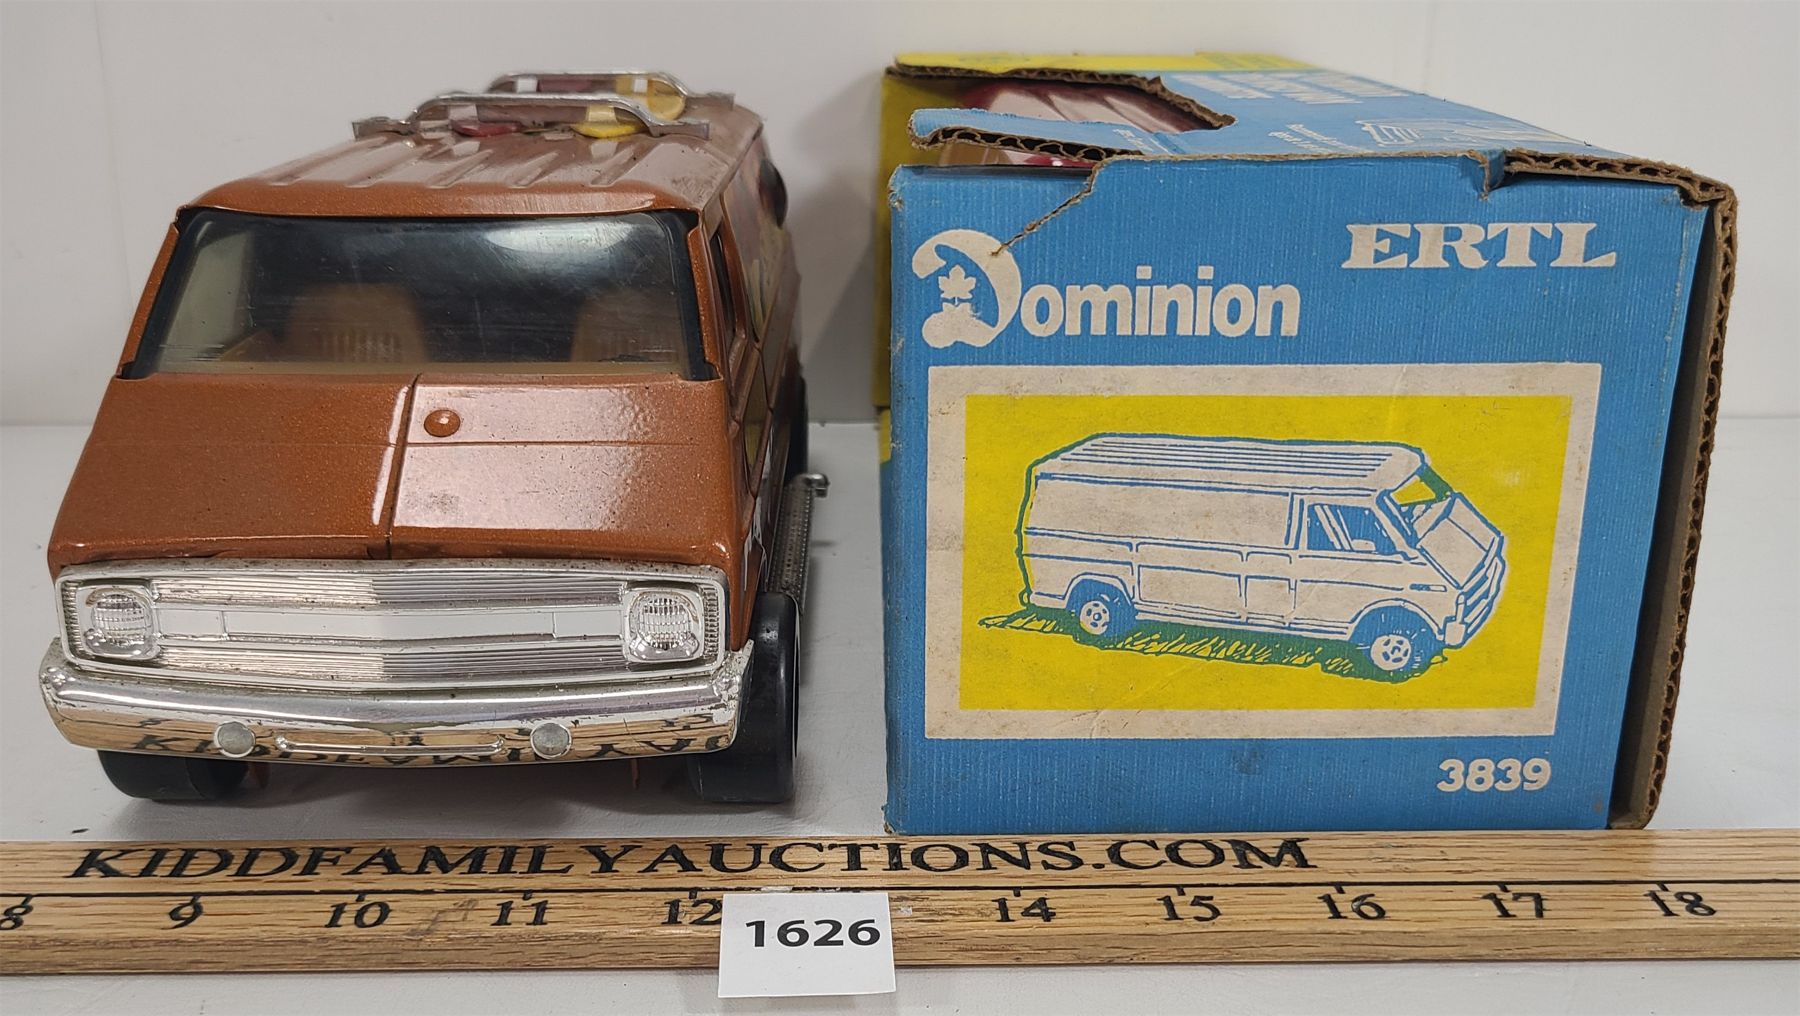 ERTL
Dominion
3839
KIDDFAMILYAUCTIONS.COM
8 9 10 11 12 14 15 16 17 18
1626